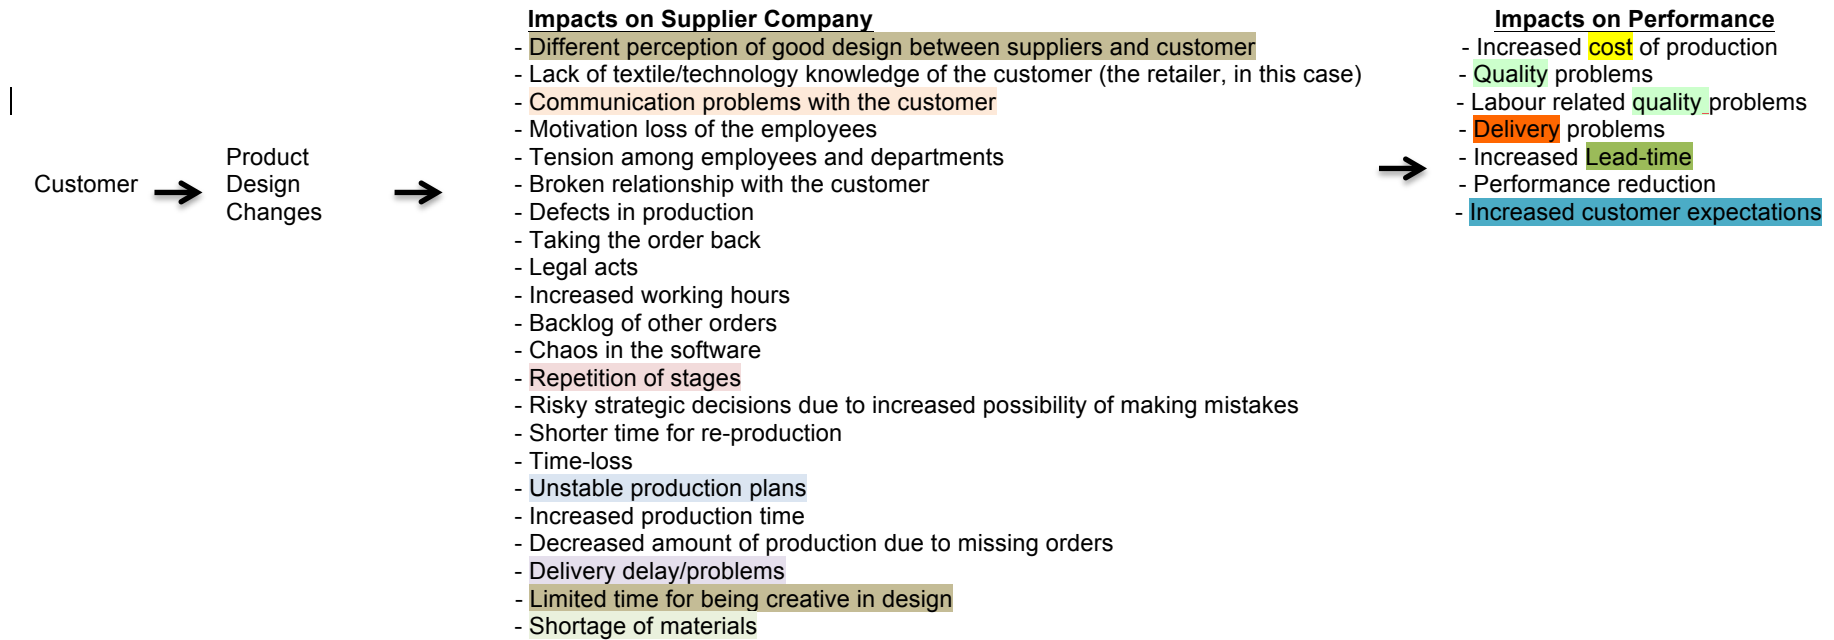 Customer
Product
Design
Changes
Impacts on Supplier Company
- Different perception of good design between suppliers and customer
- Lack of textile/technology knowledge of the customer (the retailer, in this case)
- Communication problems with the customer
- Motivation loss of the employees
- Tension among employees and departments
- Broken relationship with the customer
- Defects in production
- Taking the order back
- Legal acts
- Increased working hours
- Backlog of other orders
- Chaos in the software
- Repetition of stages
- Risky strategic decisions due to increased possibility of making mistakes
- Shorter time for re-production
- Time-loss
- Unstable production plans
- Increased production time
- Decreased amount of production due to missing orders
- Delivery delay/problems
- Limited time for being creative in design
- Shortage of materials
Impacts on Performance
- Increased cost of production
- Quality problems
- Labour related quality problems
- Delivery problems
- Increased Lead-time
- Performance reduction
- Increased customer expectations